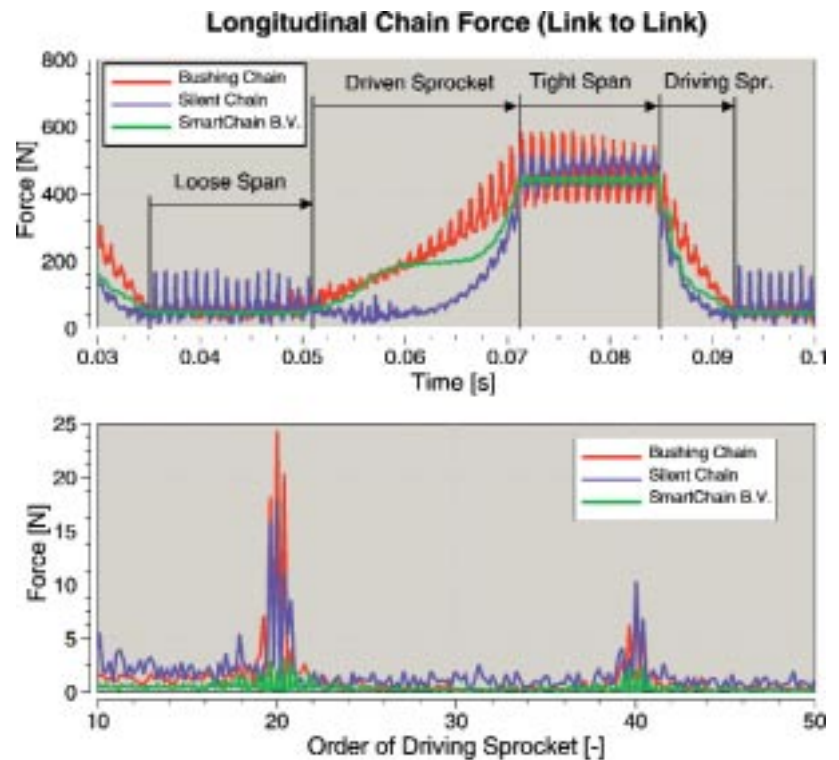 Longitudinal Chain Force (Link to Link)
800
600
400
200
0
Force [N]
Bushing Chain
Silent Chain
SmartChain B.V.
Loose Span
Driven Sprocket
Tight Span
Driving Spr.
0.03 0.04 0.05 0.06 0.07 0.08 0.09 0.1
Time [s]
25
20
15
10
5
0
Force [N]
Bushing Chain
Silent Chain
SmartChain B.V.
10 20 30 40 50
Order of Driving Sprocket [-]